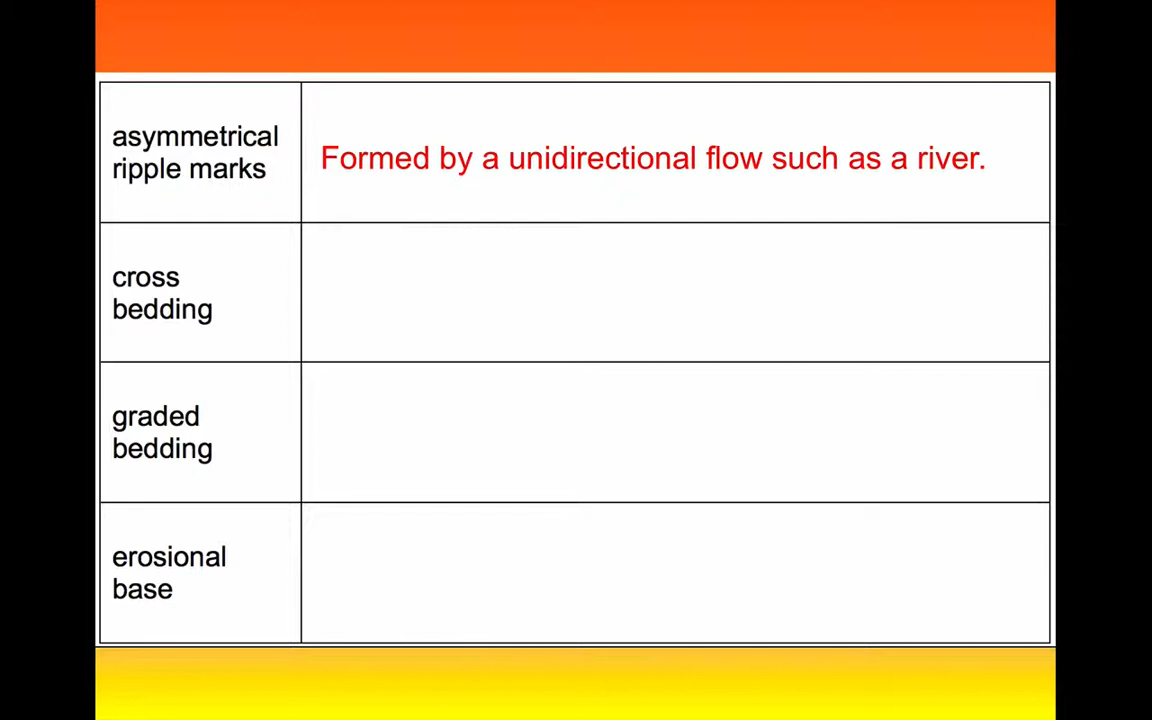 asymmetrical
ripple marks
Formed by a unidirectional flow such as a river.
cross
bedding
graded
bedding
erosional
base